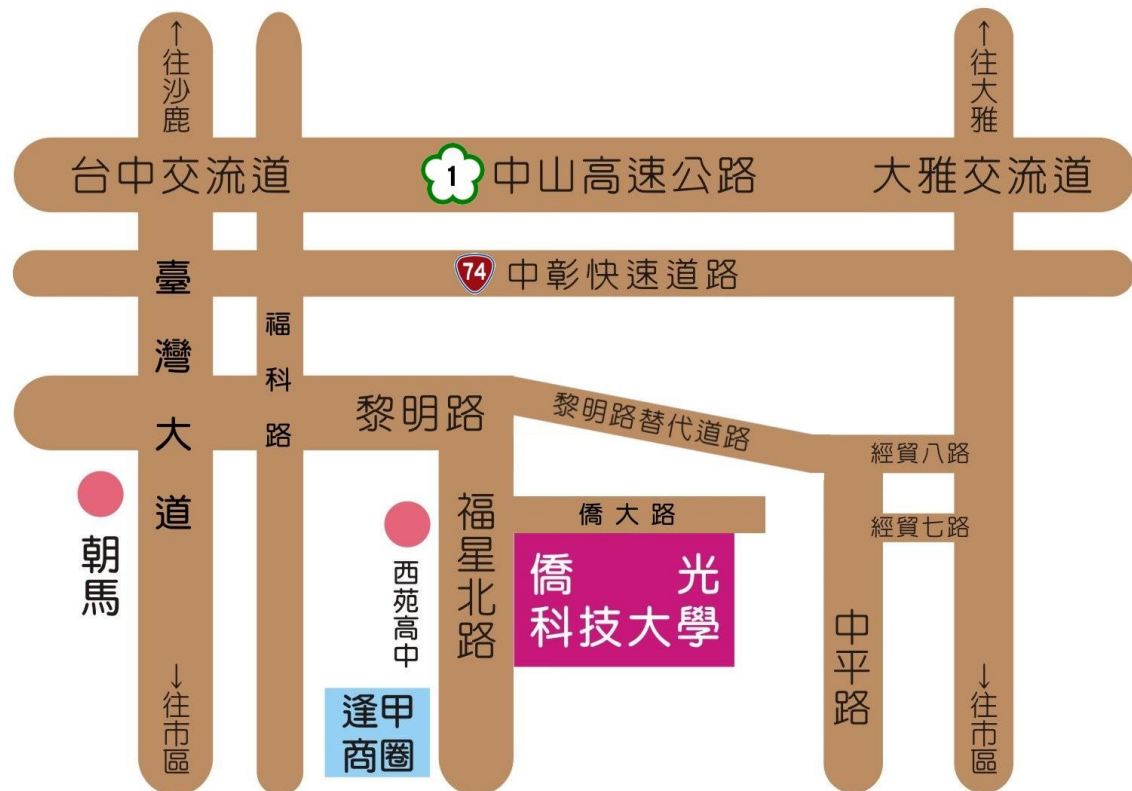 ↑往沙鹿
↑往大雅
台中交流道
1
中山高速公路
大雅交流道
74
中彰快速道路
臺灣大道
福科路
黎明路
黎明路替代道路
經貿八路
僑大路
經貿七路
朝馬
西苑高中
福星北路
僑光
科技大學
中平路
逢甲
商圈
↓往市區
↓往市區